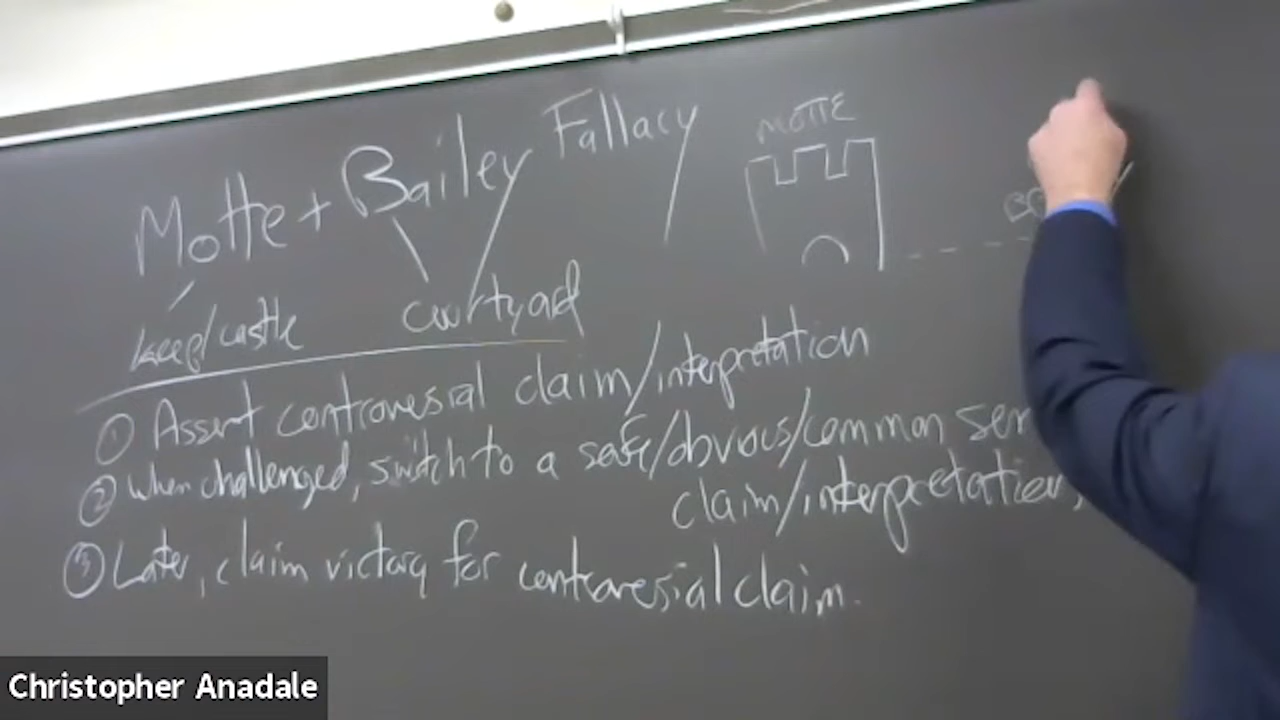 Motte + Bailey Fallacy
MOTTE
keep/castle
courtyard
① Assert controversial claim/interpretation
② When challenged, switch to a safe/obvious/common
claim/interpretation,
③ Later, claim victory for controversial claim.
Christopher Anadale